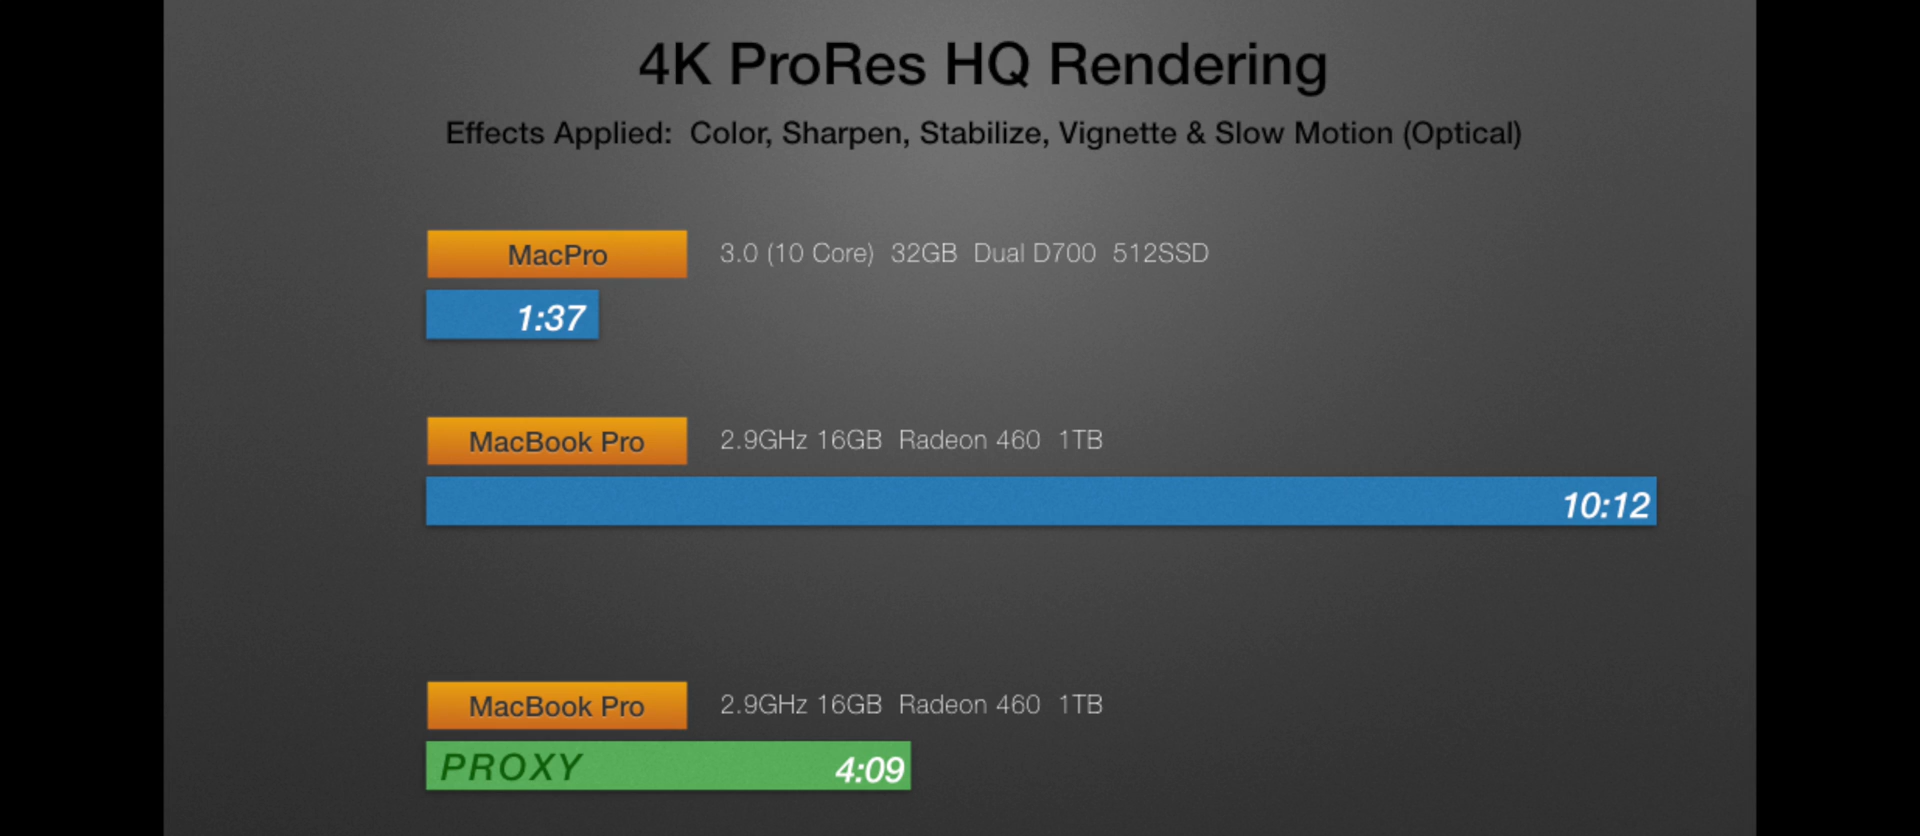 4K ProRes HQ Rendering
Effects Applied:  Color, Sharpen, Stabilize, Vignette & Slow Motion (Optical)
MacPro 3.0 (10 Core)  32GB  Dual D700  512SSD
1:37
MacBook Pro 2.9GHz 16GB  Radeon 460  1TB
10:12
MacBook Pro 2.9GHz 16GB  Radeon 460  1TB
PROXY 4:09